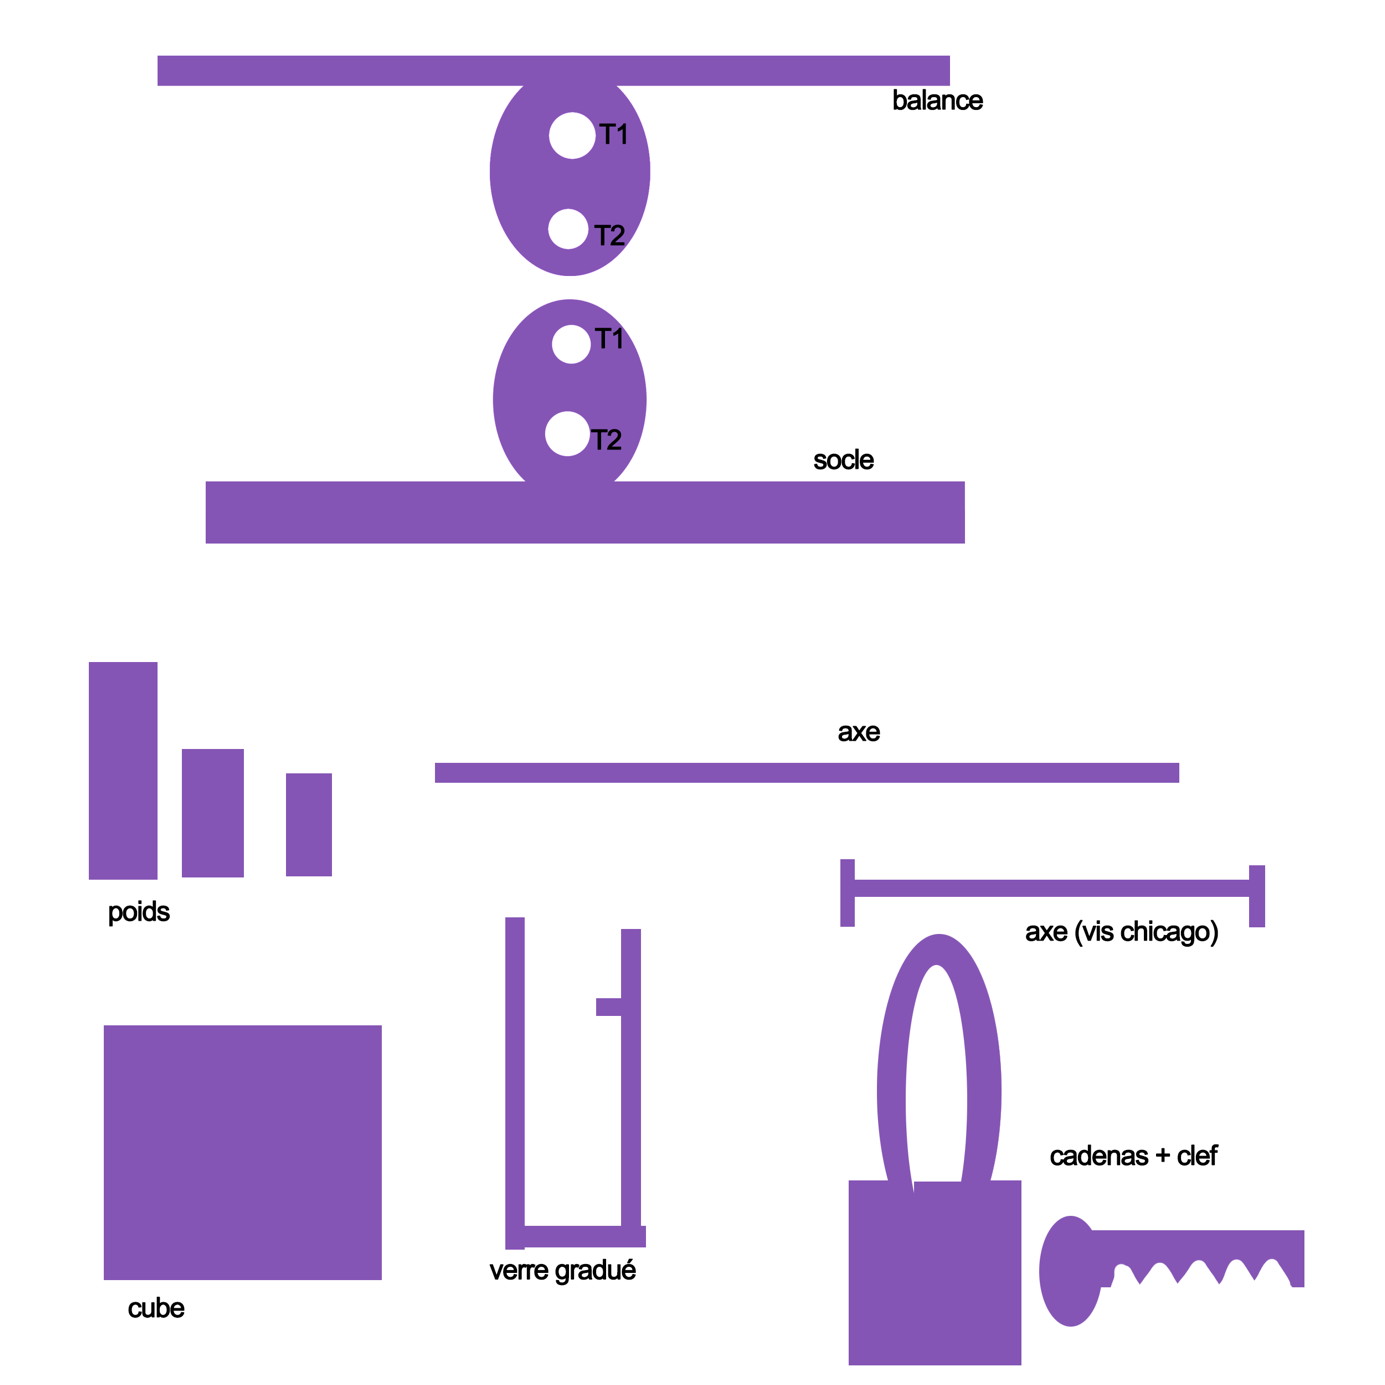 balance
T1
T2
T1
T2
socle
axe
poids
axe (vis chicago)
cadenas + clef
verre gradué
cube